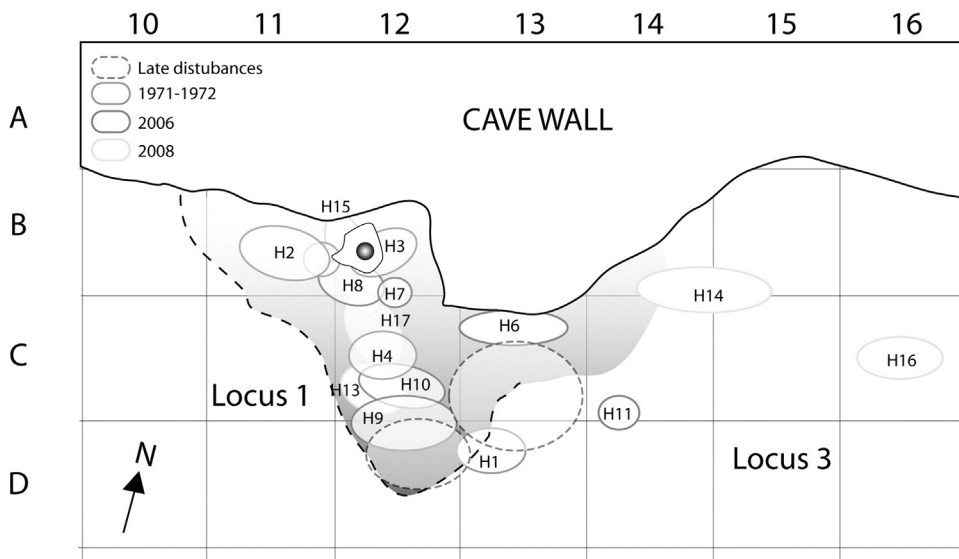 10 11 12 13 14 15 16
Late distubances
1971-1972
2006
2008
A
CAVE WALL
B
H15
H2
H3
H8
H7
H14
H17
H6
C
H4
H16
H13
H10
Locus 1
H9
H11
H1
Locus 3
N
D